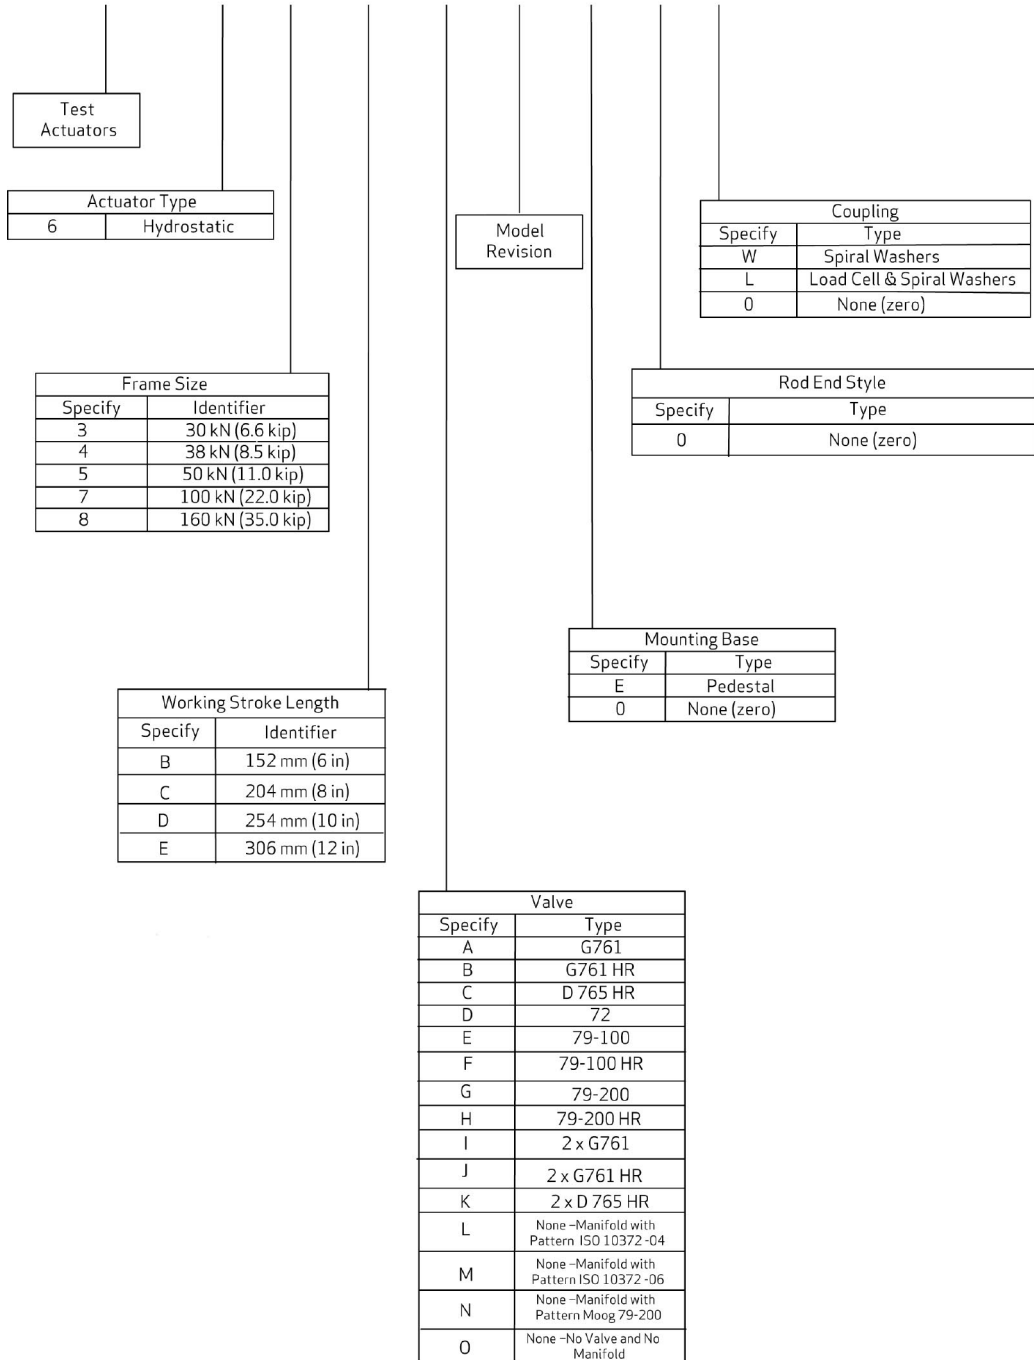 Test
Actuators
Actuator Type
6 Hydrostatic
Model
Revision
Coupling
Specify Type
W Spiral Washers
L Load Cell & Spiral Washers
0 None (zero)
Frame Size
Specify Identifier
3 30 kN (6.6 kip)
4 38 kN (8.5 kip)
5 50 kN (11.0 kip)
7 100 kN (22.0 kip)
8 160 kN (35.0 kip)
Rod End Style
Specify Type
0 None (zero)
Mounting Base
Specify Type
E Pedestal
0 None (zero)
Working Stroke Length
Specify Identifier
B 152 mm (6 in)
C 204 mm (8 in)
D 254 mm (10 in)
E 306 mm (12 in)
Valve
Specify Type
A G761
B G761 HR
C D 765 HR
D 72
E 79-100
F 79-100 HR
G 79-200
H 79-200 HR
I 2 x G761
J 2 x G761 HR
K 2 x D 765 HR
L None –Manifold with
Pattern ISO 10372 -04
M None –Manifold with
Pattern ISO 10372 -06
N None –Manifold with
Pattern Moog 79-200
O None –No Valve and No
Manifold